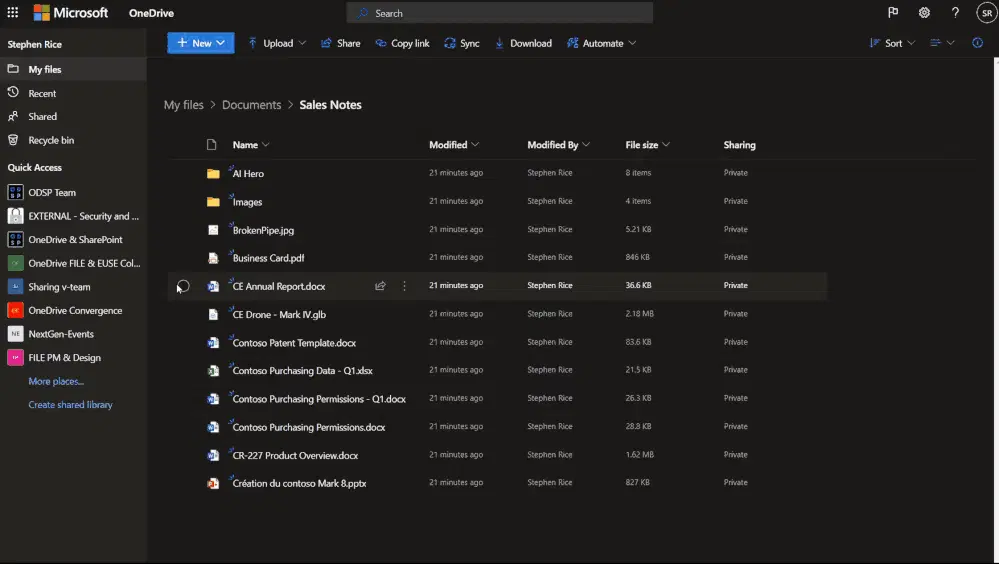 Microsoft OneDrive Search SR
Stephen Rice
New Upload Share Copy link Sync Download Automate Sort
My files
Recent
Shared
Recycle bin
Quick Access
ODSP Team
EXTERNAL - Security and ...
OneDrive & SharePoint
OneDrive FILE & EUSE Col...
Sharing v-team
OneDrive Convergence
NE NextGen-Events
FILE PM & Design
More places...
Create shared library
My files > Documents > Sales Notes
Name Modified Modified By File size Sharing
AI Hero 21 minutes ago Stephen Rice 8 items Private
Images 21 minutes ago Stephen Rice 4 items Private
BrokenPipe.jpg 21 minutes ago Stephen Rice 5.21 KB Private
Business Card.pdf 21 minutes ago Stephen Rice 846 KB Private
CE Annual Report.docx 21 minutes ago Stephen Rice 36.6 KB Private
CE Drone - Mark IV.glb 21 minutes ago Stephen Rice 2.18 MB Private
Contoso Patent Template.docx 21 minutes ago Stephen Rice 83.6 KB Private
Contoso Purchasing Data - Q1.xlsx 21 minutes ago Stephen Rice 21.5 KB Private
Contoso Purchasing Permissions - Q1.docx 21 minutes ago Stephen Rice 26.3 KB Private
Contoso Purchasing Permissions.docx 21 minutes ago Stephen Rice 28.8 KB Private
CR-227 Product Overview.docx 21 minutes ago Stephen Rice 1.62 MB Private
Création du contoso Mark 8.pptx 21 minutes ago Stephen Rice 827 KB Private